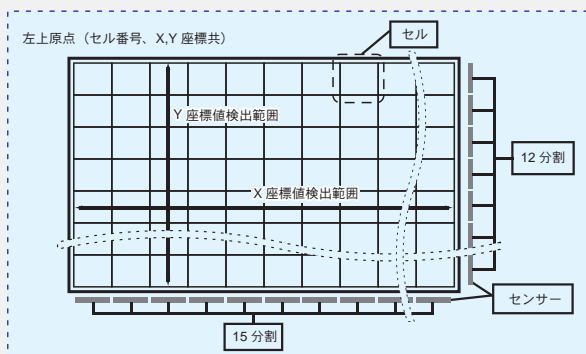 左上原点（セル番号、X,Y 座標共）
セル
Y 座標値検出範囲
12 分割
X 座標値検出範囲
センサー
15 分割